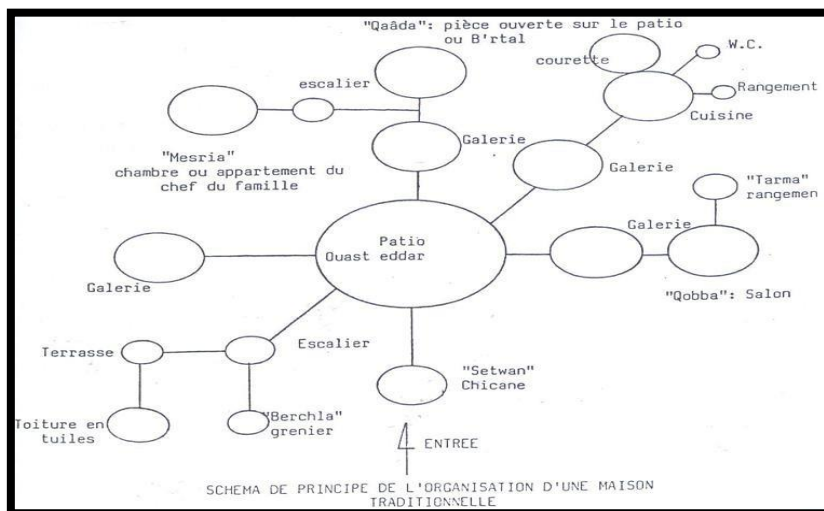 "Qaâda": pièce ouverte sur le patio
ou B'rtal
W.C.
courette
escalier
Rangement
Cuisine
"Mesria"
chambre ou appartement du
chef du famille
Galerie
Galerie
"Tarma"
rangemen
Galerie
Patio
Ouast eddar
Galerie
"Qobba": Salon
Terrasse
Escalier
"Setwan"
Chicane
Toiture en
tuiles
"Berchla"
grenier
ENTREE
SCHEMA DE PRINCIPE DE L'ORGANISATION D'UNE MAISON
TRADITIONNELLE